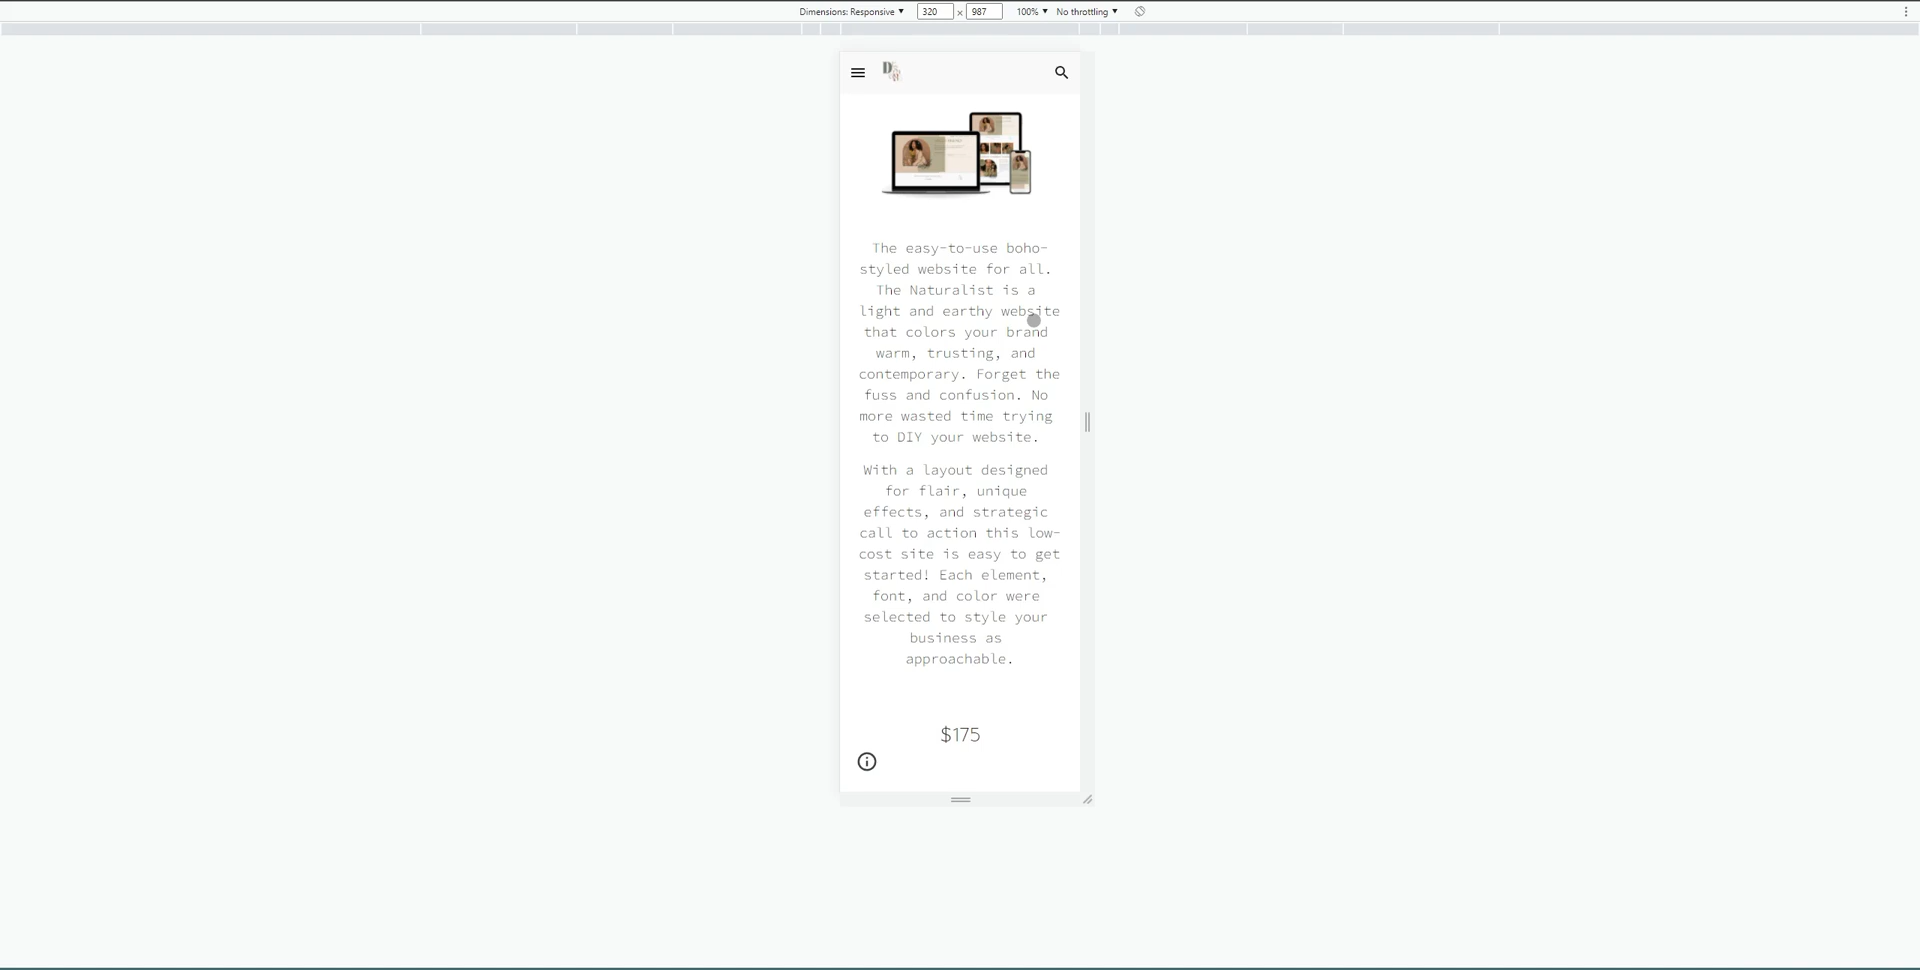 Dimensions: Responsive 320 × 987 100% No throttling
D
The easy-to-use boho-
styled website for all.
The Naturalist is a
light and earthy website
that colors your brand
warm, trusting, and
contemporary. Forget the
fuss and confusion. No
more wasted time trying
to DIY your website.
With a layout designed
for flair, unique
effects, and strategic
call to action this low-
cost site is easy to get
started! Each element,
font, and color were
selected to style your
business as
approachable.
$175